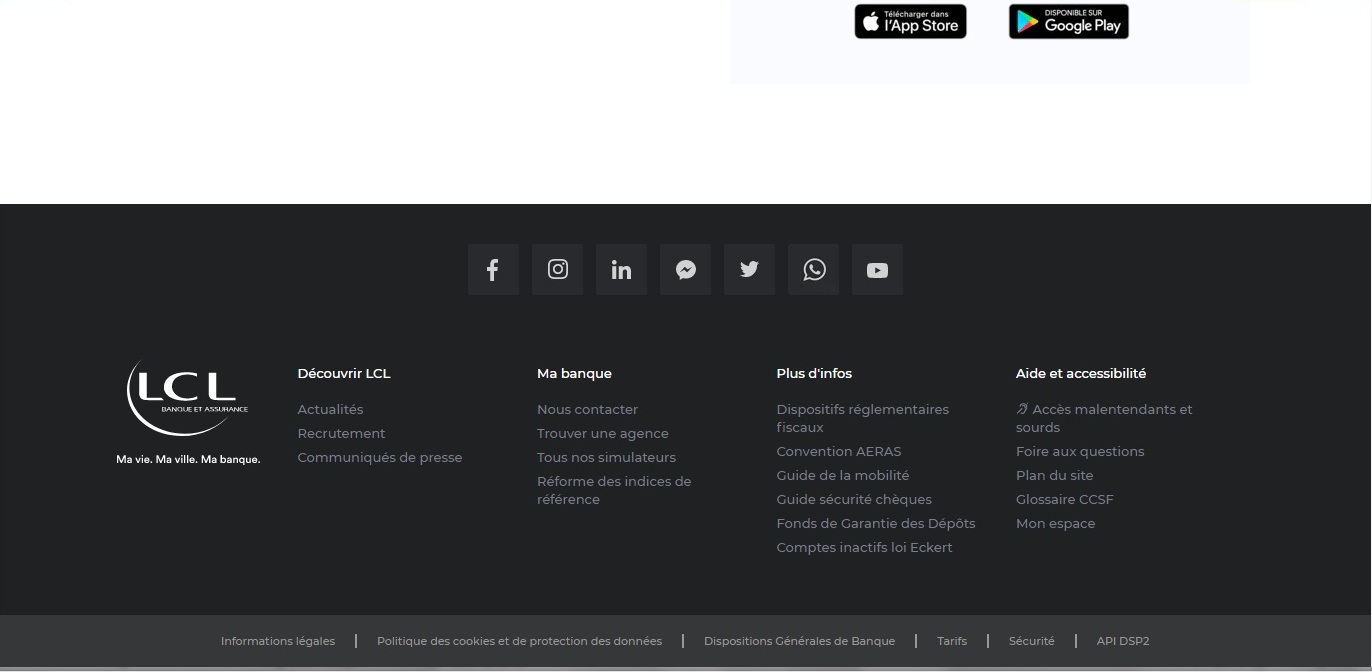 Télécharger dans
l'App Store
DISPONIBLE SUR
Google Play
LCL
BANQUE ET ASSURANCE
Ma vie. Ma ville. Ma banque.
Découvrir LCL
Actualités
Recrutement
Communiqués de presse
Ma banque
Nous contacter
Trouver une agence
Tous nos simulateurs
Réforme des indices de
référence
Plus d'infos
Dispositifs réglementaires
fiscaux
Convention AERAS
Guide de la mobilité
Guide sécurité chèques
Fonds de Garantie des Dépôts
Comptes inactifs loi Eckert
Aide et accessibilité
Accès malentendants et
sourds
Foire aux questions
Plan du site
Glossaire CCSF
Mon espace
Informations légales | Politique des cookies et de protection des données | Dispositions Générales de Banque | Tarifs | Sécurité | API DSP2